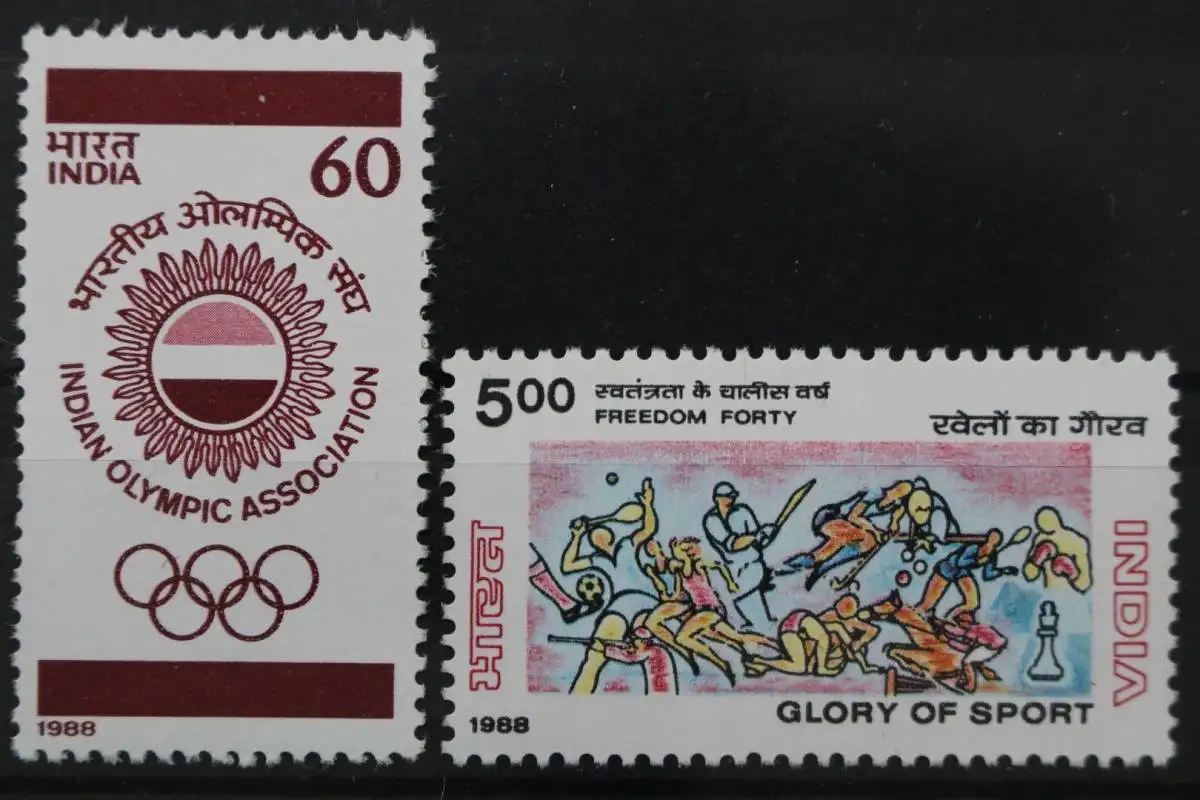 भारत
INDIA
60
भारतीय ओलम्पिक संघ
INDIAN OLYMPIC ASSOCIATION
1988
5.00
स्वतंत्रता के चालीस वर्ष
FREEDOM FORTY
खेलों का गौरव
भारत
INDIA
1988
GLORY OF SPORT